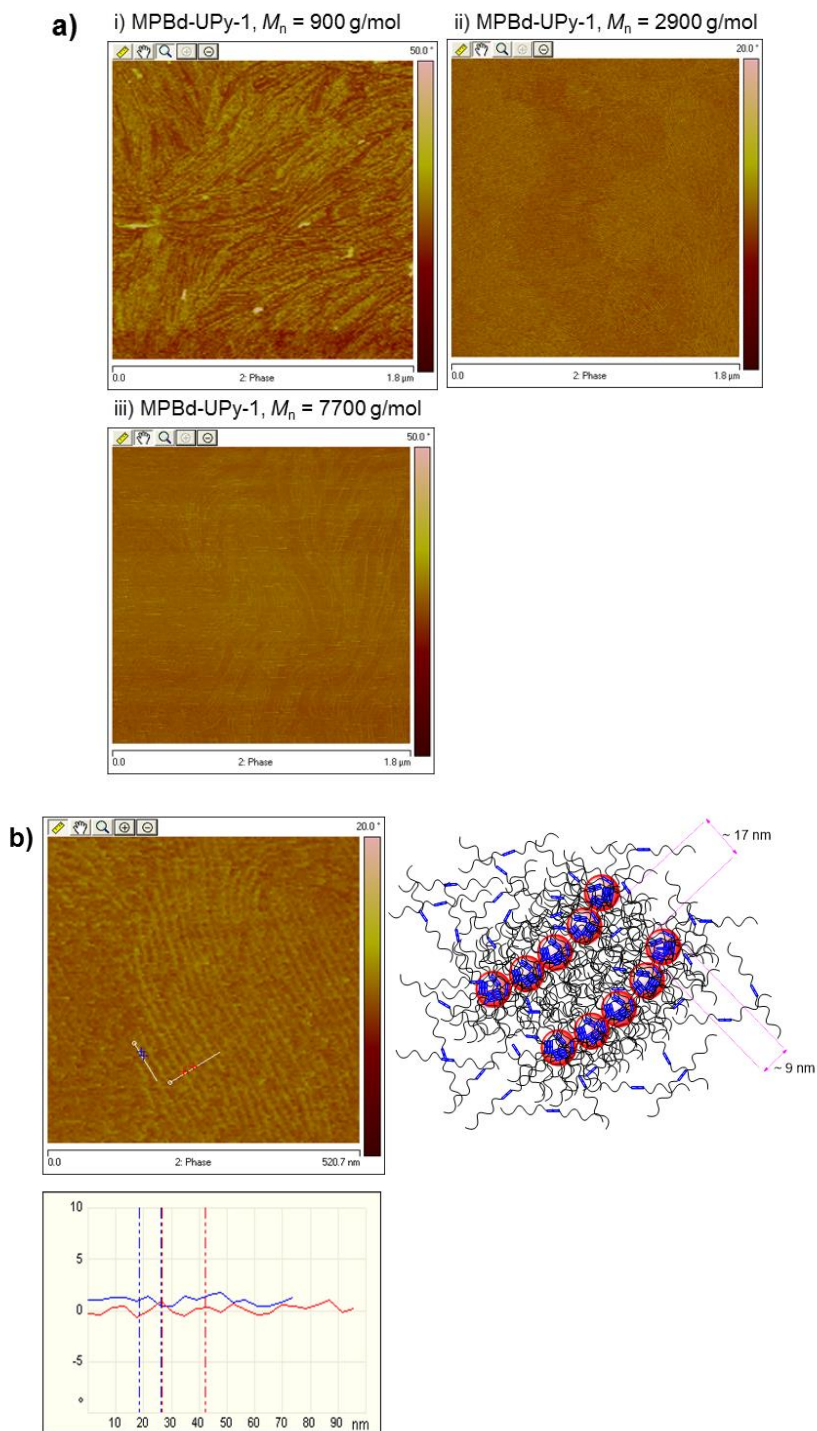 a)
i) MPBd-UPy-1, Mn = 900 g/mol
ii) MPBd-UPy-1, Mn = 2900 g/mol
50.0 °
20.0 °
0.0 2: Phase 1.8 µm
0.0 2: Phase 1.8 µm
iii) MPBd-UPy-1, Mn = 7700 g/mol
50.0 °
0.0 2: Phase 1.8 µm
b)
20.0 °
~ 17 nm
~ 9 nm
0.0 2: Phase 520.7 nm
10
5
0
-5
°
10 20 30 40 50 60 70 80 90 nm